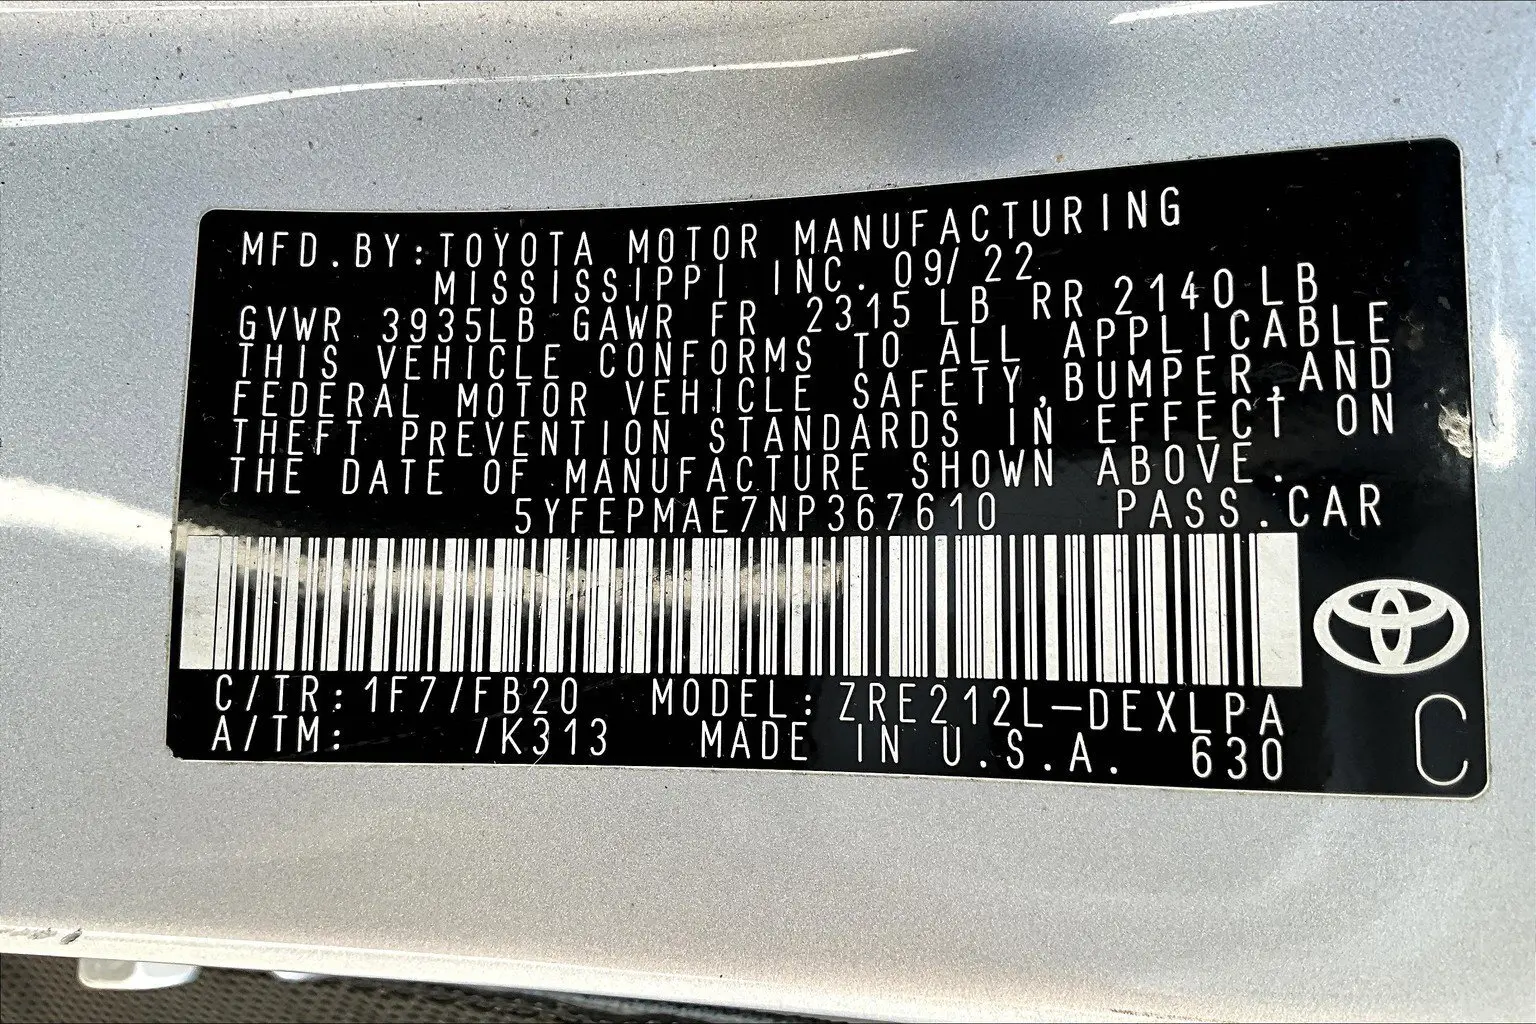 MFD.BY:TOYOTA MOTOR MANUFACTURING
MISSISSIPPI INC. 09/22
GVWR 3935LB GAWR FR 2315 LB RR 2140 LB
THIS VEHICLE CONFORMS TO ALL APPLICABLE
FEDERAL MOTOR VEHICLE SAFETY,BUMPER,AND
THEFT PREVENTION STANDARDS IN EFFECT ON
THE DATE OF MANUFACTURE SHOWN ABOVE.
5YFEPMAE7NP367610 PASS.CAR
C/TR:1F7/FB20 MODEL:ZRE212L-DEXLPA
A/TM: /K313 MADE IN U.S.A. 630
C